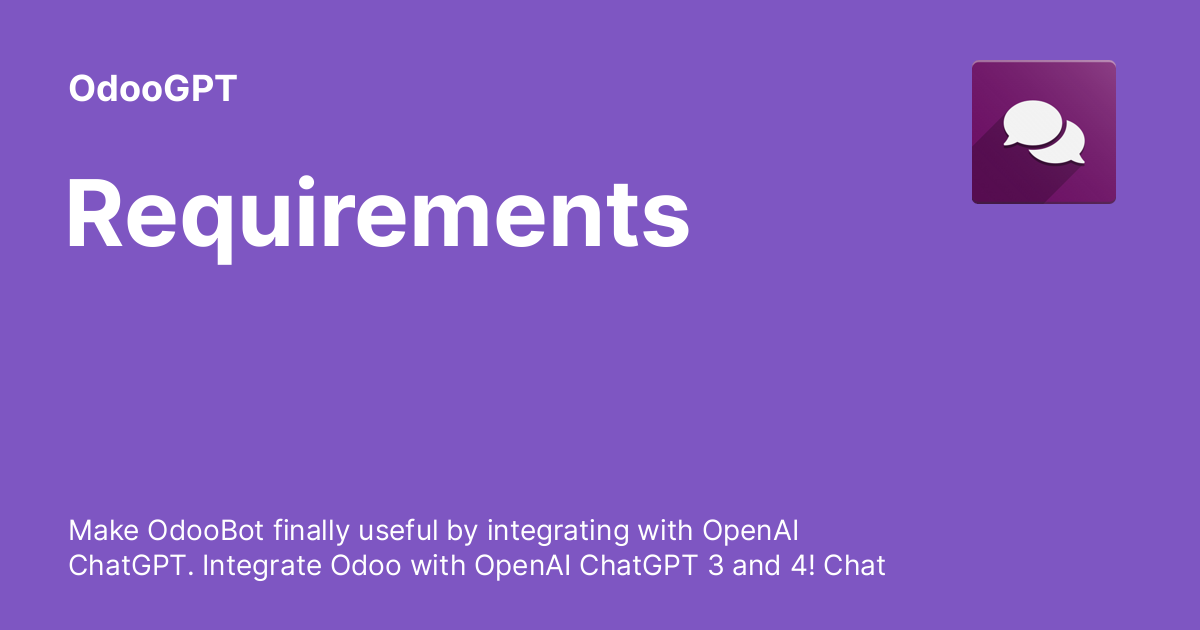 OdooGPT
Requirements
Make OdooBot finally useful by integrating with OpenAI
ChatGPT. Integrate Odoo with OpenAI ChatGPT 3 and 4! Chat